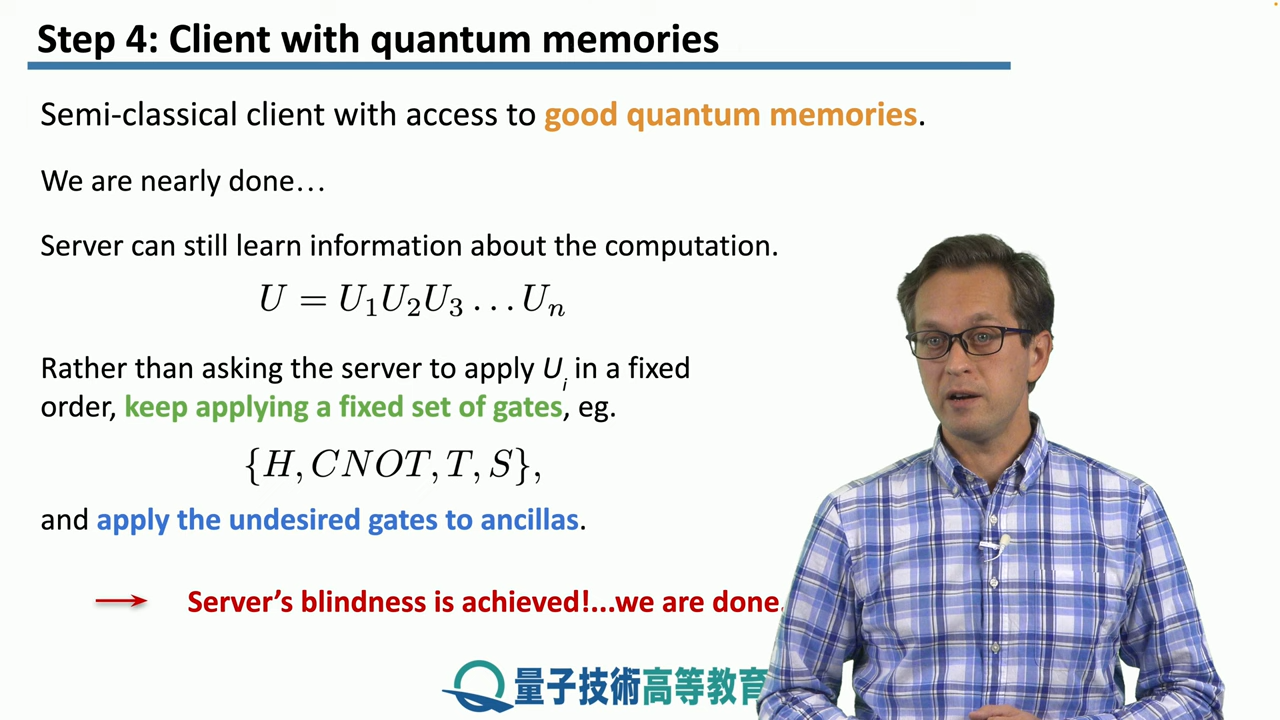 Step 4: Client with quantum memories
Semi-classical client with access to good quantum memories.
We are nearly done…
Server can still learn information about the computation.
U = U₁U₂U₃ … Uₙ
Rather than asking the server to apply Uᵢ in a fixed
order, keep applying a fixed set of gates, eg.
{H, CNOT, T, S},
and apply the undesired gates to ancillas.
Server’s blindness is achieved!...we are done.
量子技術高等教育